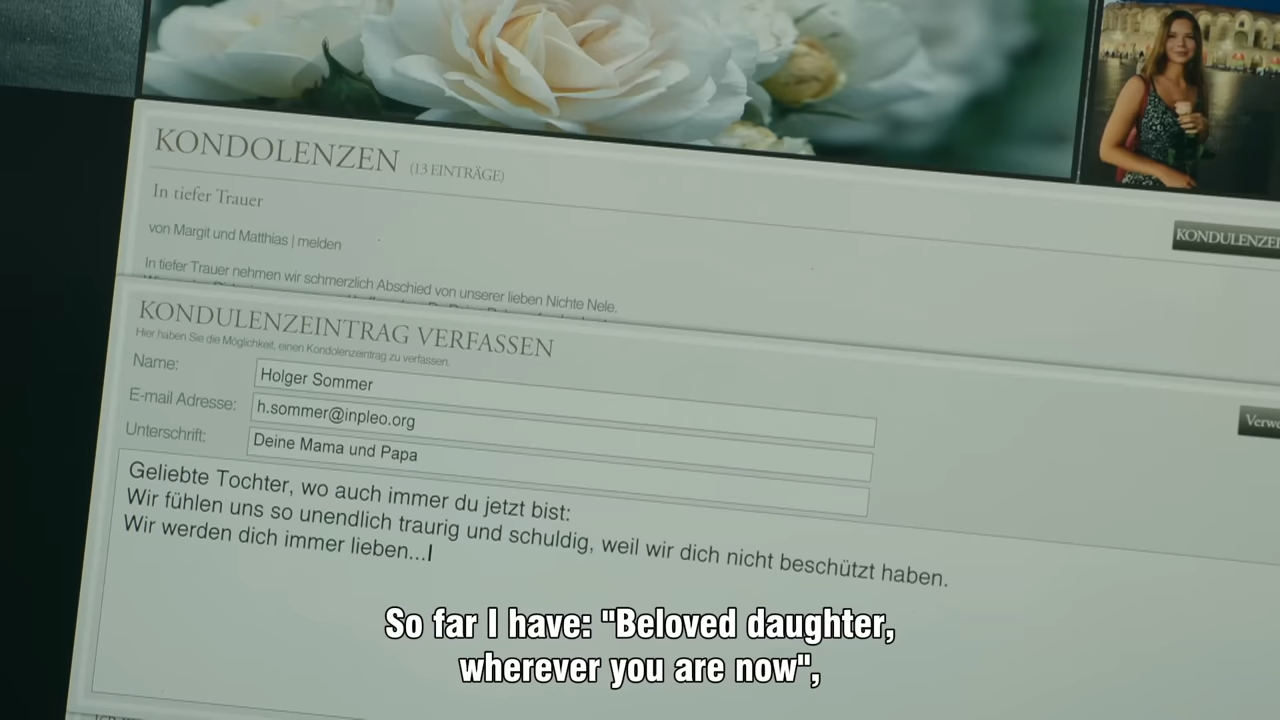 KONDOLENZEN (13 EINTRÄGE)
In tiefer Trauer
KONDULENZEI
von Margit und Matthias | melden
In tiefer Trauer nehmen wir schmerzlich Abschied von unserer lieben Nichte Nele.
KONDULENZEINTRAG VERFASSEN
Hier haben Sie die Möglichkeit, einen Kondolenzeintrag zu verfassen.
Name: Holger Sommer
E-mail Adresse: h.sommer@inpleo.org
Verwe
Unterschrift: Deine Mama und Papa
Geliebte Tochter, wo auch immer du jetzt bist:
Wir fühlen uns so unendlich traurig und schuldig, weil wir dich nicht beschützt haben.
Wir werden dich immer lieben...
So far I have: "Beloved daughter,
wherever you are now",